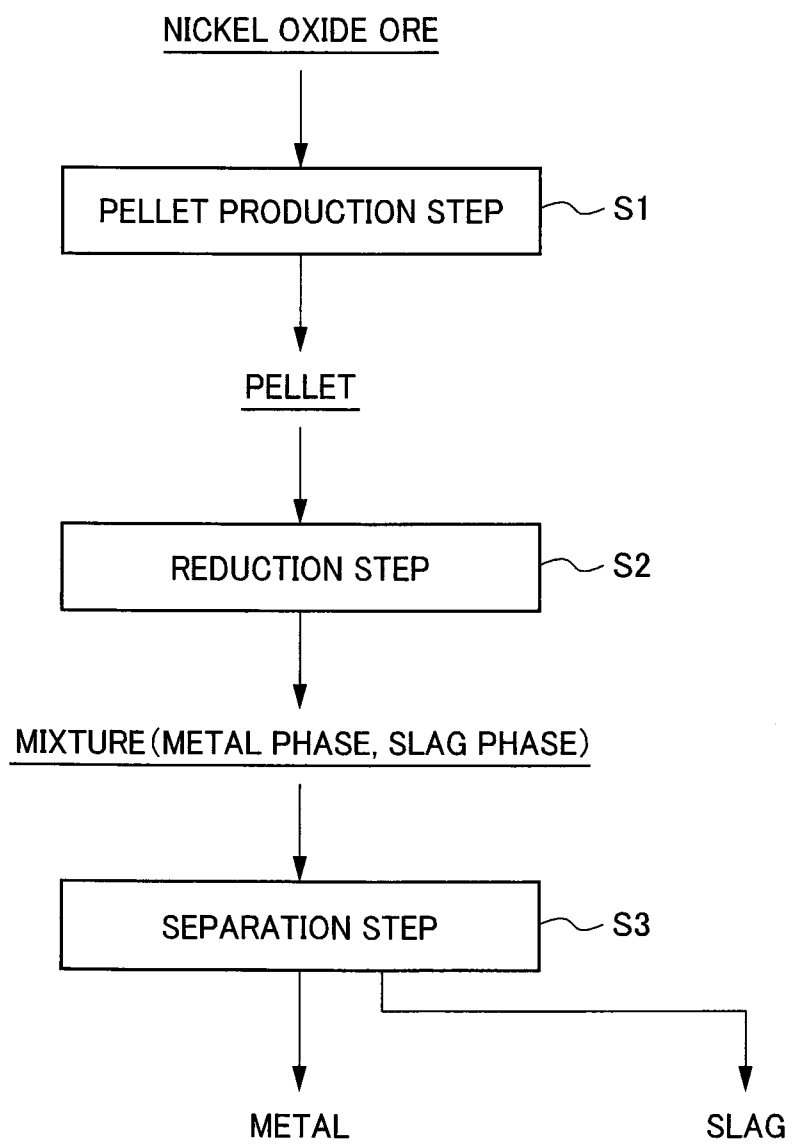 NICKEL OXIDE ORE
PELLET PRODUCTION STEP
S1
PELLET
REDUCTION STEP
S2
MIXTURE(METAL PHASE, SLAG PHASE)
SEPARATION STEP
S3
METAL
SLAG